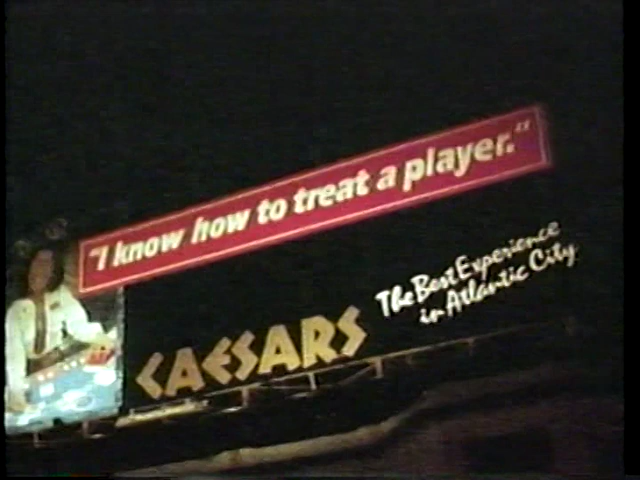 "I know how to treat a player."
CAESARS
The Best Experience
in Atlantic City